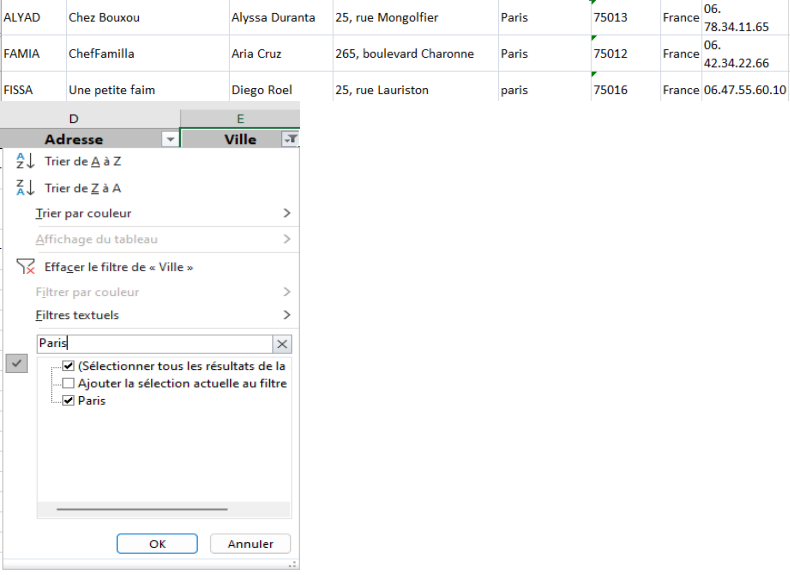 ALYAD Chez Bouxou Alyssa Duranta 25, rue Mongolfier Paris 75013 France 06. 78.34.11.65
FAMIA ChefFamilla Aria Cruz 265, boulevard Charonne Paris 75012 France 06. 42.34.22.66
FISSA Une petite faim Diego Roel 25, rue Lauriston paris 75016 France 06.47.55.60.10
D E
Adresse Ville
Trier de A à Z
Trier de Z à A
Trier par couleur
Affichage du tableau
Effacer le filtre de « Ville »
Filtrer par couleur
Filtres textuels
Paris
(Sélectionner tous les résultats de la
Ajouter la sélection actuelle au filtre
Paris
OK Annuler